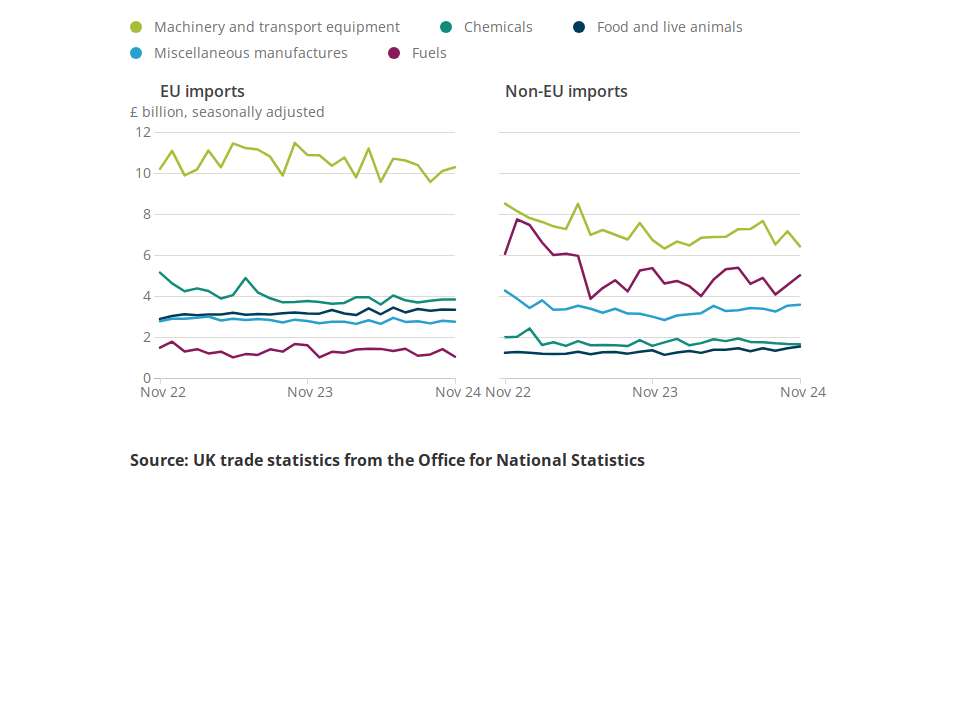 Machinery and transport equipment Chemicals Food and live animals
Miscellaneous manufactures Fuels
EU imports Non-EU imports
£ billion, seasonally adjusted
12
10
8
6
4
2
0
Nov 22 Nov 23 Nov 24 Nov 22 Nov 23 Nov 24
Source: UK trade statistics from the Office for National Statistics